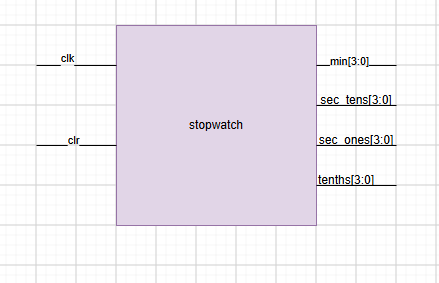 clk
clr
stopwatch
min[3:0]
sec_tens[3:0]
sec_ones[3:0]
tenths[3:0]